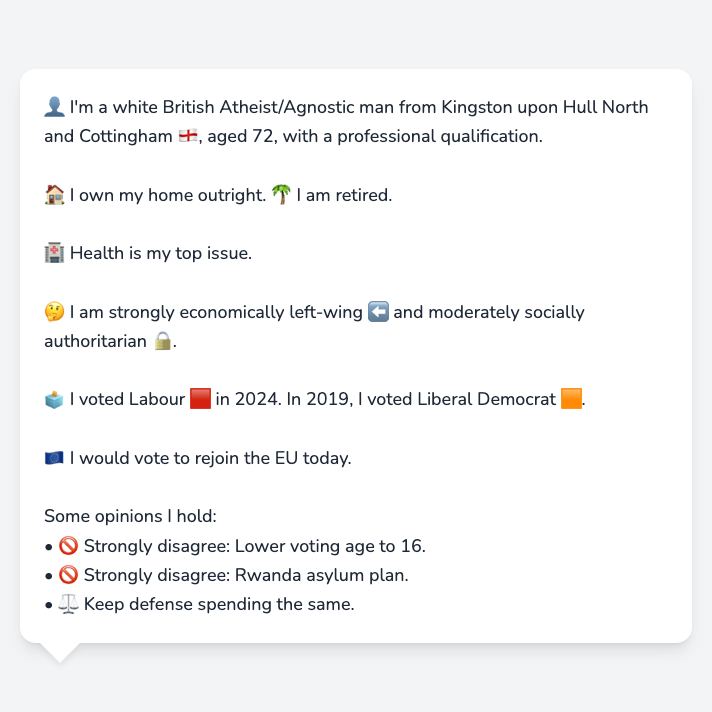 👤 I'm a white British Atheist/Agnostic man from Kingston upon Hull North
and Cottingham 🏴󠁧󠁢󠁥󠁮󠁧󠁿, aged 72, with a professional qualification.
🏠 I own my home outright. 🌴 I am retired.
🏥 Health is my top issue.
🤔 I am strongly economically left-wing ⬅️ and moderately socially
authoritarian 🔒.
🗳️ I voted Labour 🟥 in 2024. In 2019, I voted Liberal Democrat 🟧.
🇪🇺 I would vote to rejoin the EU today.
Some opinions I hold:
• 🚫 Strongly disagree: Lower voting age to 16.
• 🚫 Strongly disagree: Rwanda asylum plan.
• ⚖️ Keep defense spending the same.